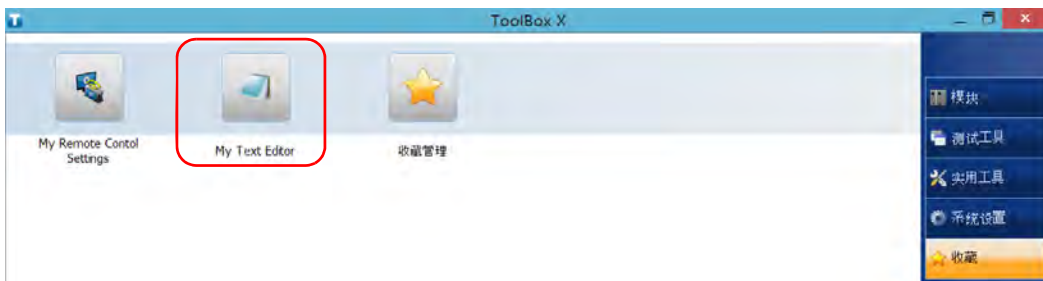 ToolBox X
My Remote Contol
Settings
My Text Editor
收藏管理
模块
测试工具
实用工具
系统设置
收藏